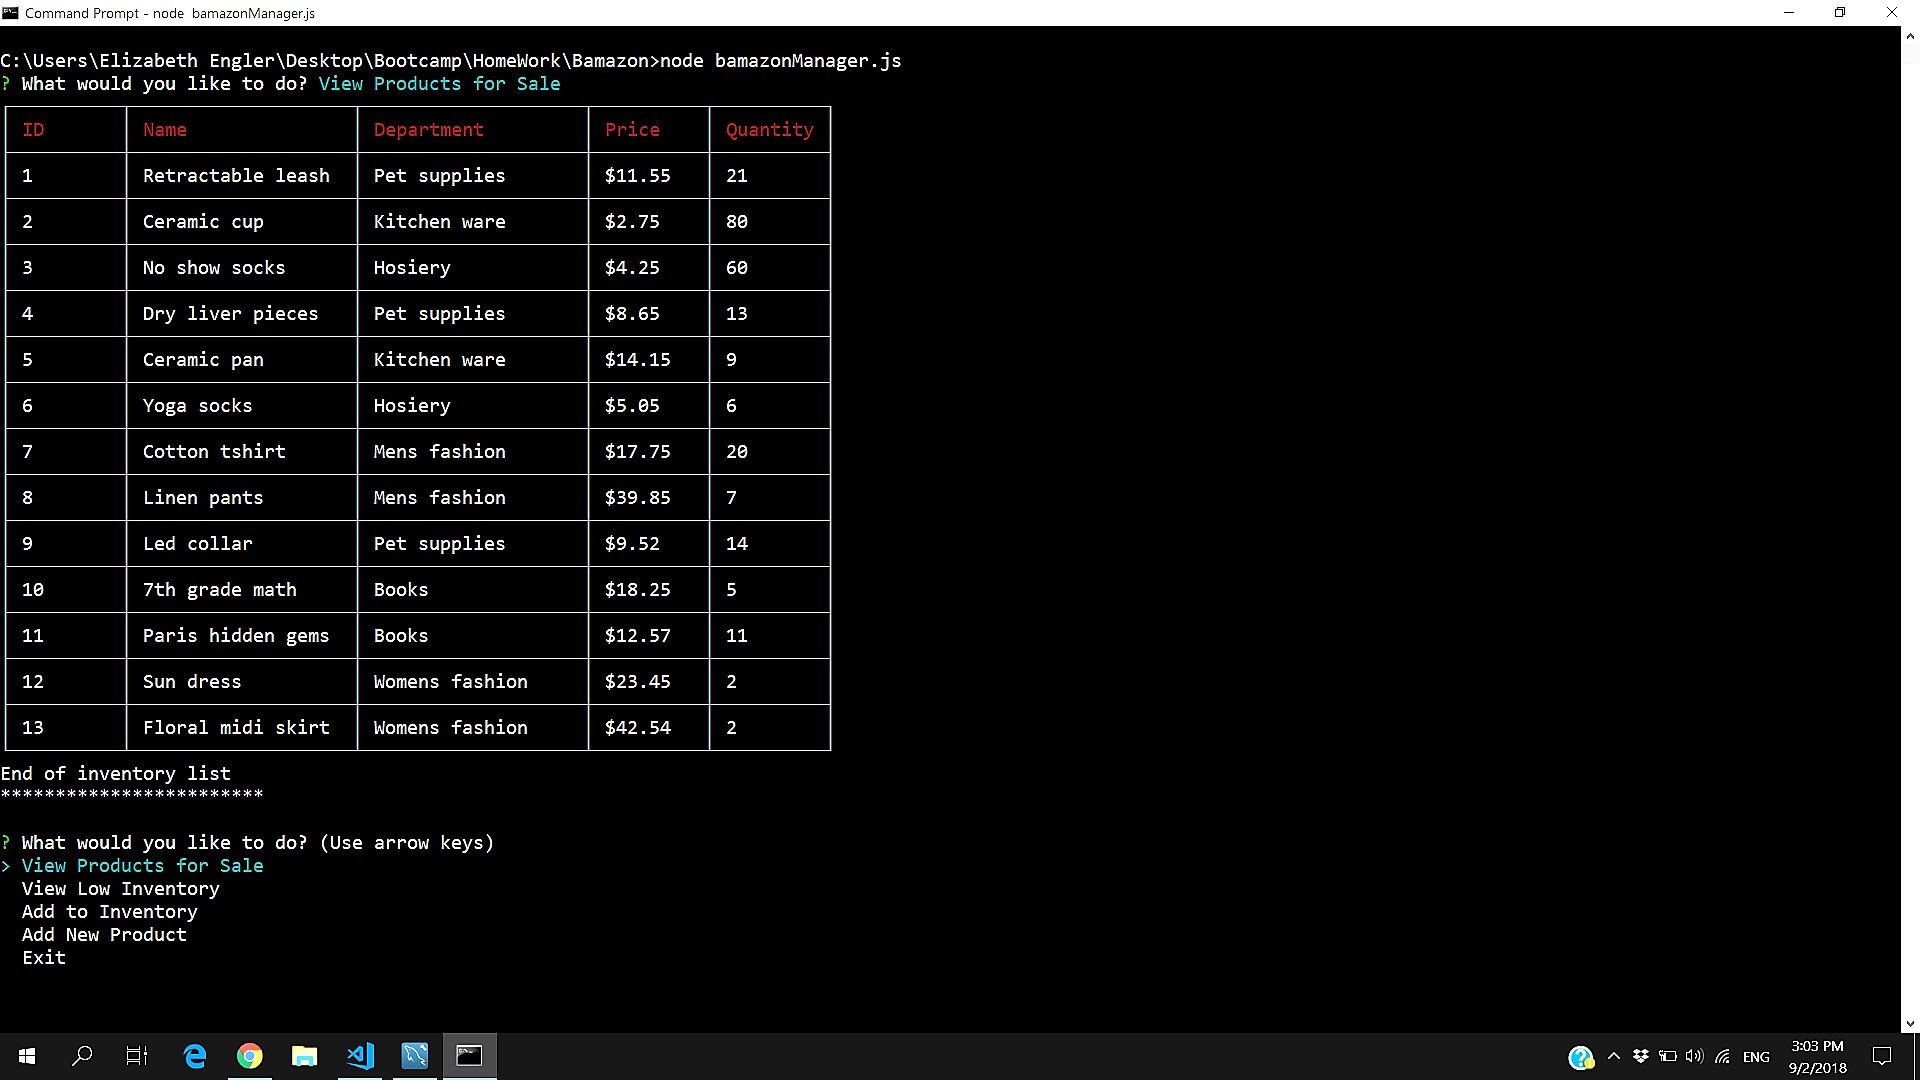 Command Prompt - node  bamazonManager.js
C:\Users\Elizabeth Engler\Desktop\Bootcamp\HomeWork\Bamazon>node bamazonManager.js
? What would you like to do? View Products for Sale
ID Name Department Price Quantity
1 Retractable leash Pet supplies $11.55 21
2 Ceramic cup Kitchen ware $2.75 80
3 No show socks Hosiery $4.25 60
4 Dry liver pieces Pet supplies $8.65 13
5 Ceramic pan Kitchen ware $14.15 9
6 Yoga socks Hosiery $5.05 6
7 Cotton tshirt Mens fashion $17.75 20
8 Linen pants Mens fashion $39.85 7
9 Led collar Pet supplies $9.52 14
10 7th grade math Books $18.25 5
11 Paris hidden gems Books $12.57 11
12 Sun dress Womens fashion $23.45 2
13 Floral midi skirt Womens fashion $42.54 2
End of inventory list
************************
? What would you like to do? (Use arrow keys)
> View Products for Sale
View Low Inventory
Add to Inventory
Add New Product
Exit
ENG
3:03 PM
9/2/2018